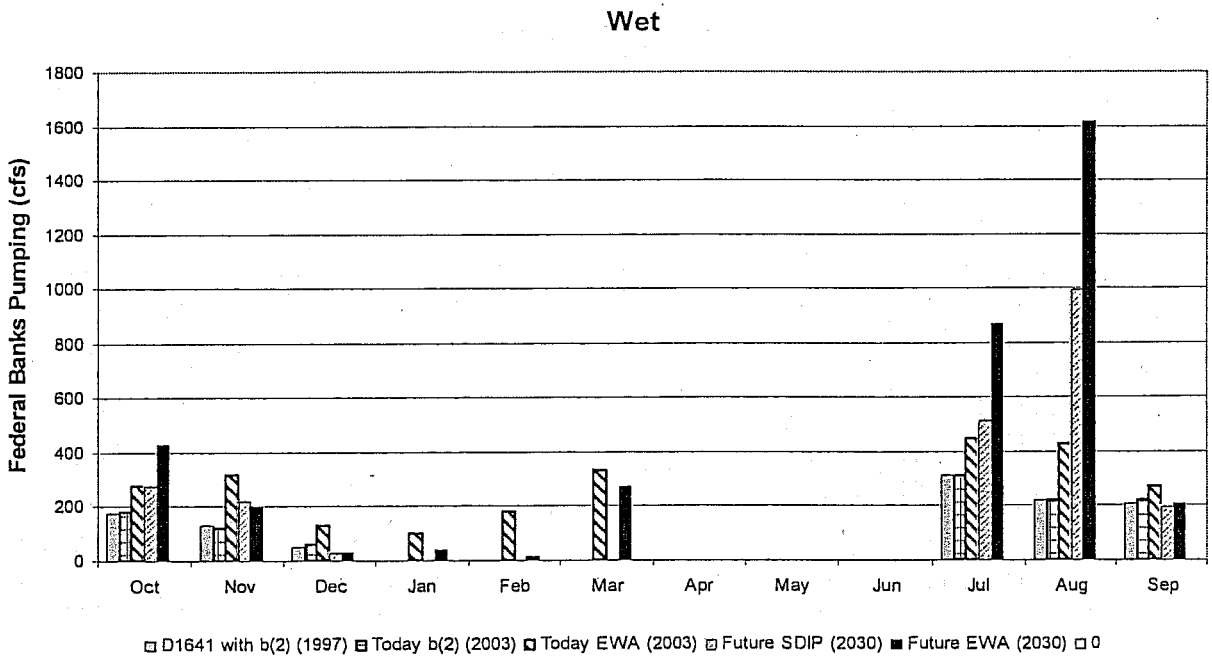 Wet
Federal Banks Pumping (cfs)
1800
1600
1400
1200
1000
800
600
400
200
0
Oct Nov Dec Jan Feb Mar Apr May Jun Jul Aug Sep
D1641 with b(2) (1997) Today b(2) (2003) Today EWA (2003) Future SDIP (2030) Future EWA (2030) 0